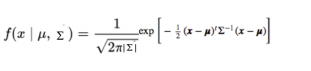 f(x | μ, Σ) = 1/√(2π|Σ|) exp[-1/2 (x − μ)′Σ⁻¹(x − μ)]